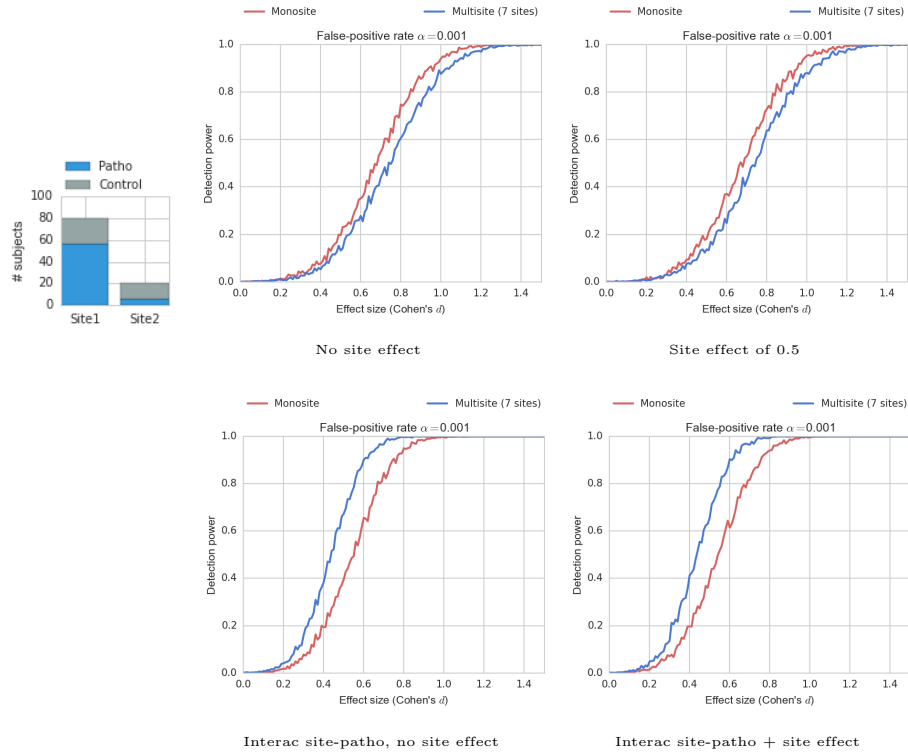 Monosite Multisite (7 sites)
False-positive rate α=0.001
1.0
0.8
0.6
0.4
0.2
0.0
Detection power
0.0 0.2 0.4 0.6 0.8 1.0 1.2 1.4
Effect size (Cohen's d)
No site effect
Monosite Multisite (7 sites)
False-positive rate α=0.001
1.0
0.8
0.6
0.4
0.2
0.0
Detection power
0.0 0.2 0.4 0.6 0.8 1.0 1.2 1.4
Effect size (Cohen's d)
Site effect of 0.5
Patho
Control
100
80
60
40
20
0
# subjects
Site1 Site2
Monosite Multisite (7 sites)
False-positive rate α=0.001
1.0
0.8
0.6
0.4
0.2
0.0
Detection power
0.0 0.2 0.4 0.6 0.8 1.0 1.2 1.4
Effect size (Cohen's d)
Interac site-patho, no site effect
Monosite Multisite (7 sites)
False-positive rate α=0.001
1.0
0.8
0.6
0.4
0.2
0.0
Detection power
0.0 0.2 0.4 0.6 0.8 1.0 1.2 1.4
Effect size (Cohen's d)
Interac site-patho + site effect